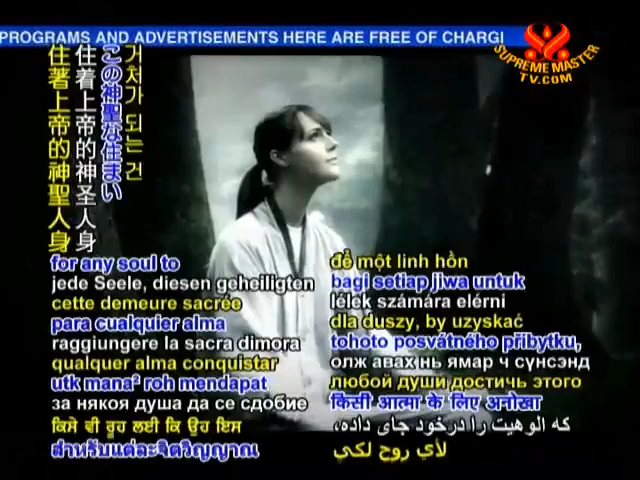 PROGRAMS AND ADVERTISEMENTS HERE ARE FREE OF CHARG
SUPREME MASTER
TV.COM
거처가 되는 건
この神聖な住まい
住着上帝的神圣人身
住著上帝的神聖人身
for any soul to
jede Seele, diesen geheiligten
cette demeure sacrée
para cualquier alma
raggiungere la sacra dimora
qualquer alma conquistar
utk mana² roh mendapat
за някоя душа да се сдобие
ਕਿਸੇ ਵੀ ਰੂਹ ਲਈ ਕਿ ਉਹ ਇਸ
สำหรับแต่ละจิตวิญญาณ
để một linh hồn
bagi setiap jiwa untuk
lélek számára elérni
dla duszy, by uzyskać
tohoto posvátného příbytku,
олж авах нь ямар ч сүнсэнд
любой души достичь этого
किसी आत्मा के लिए अनोखा
که الوهیت را درخود جای داده،
لأي روح لكي